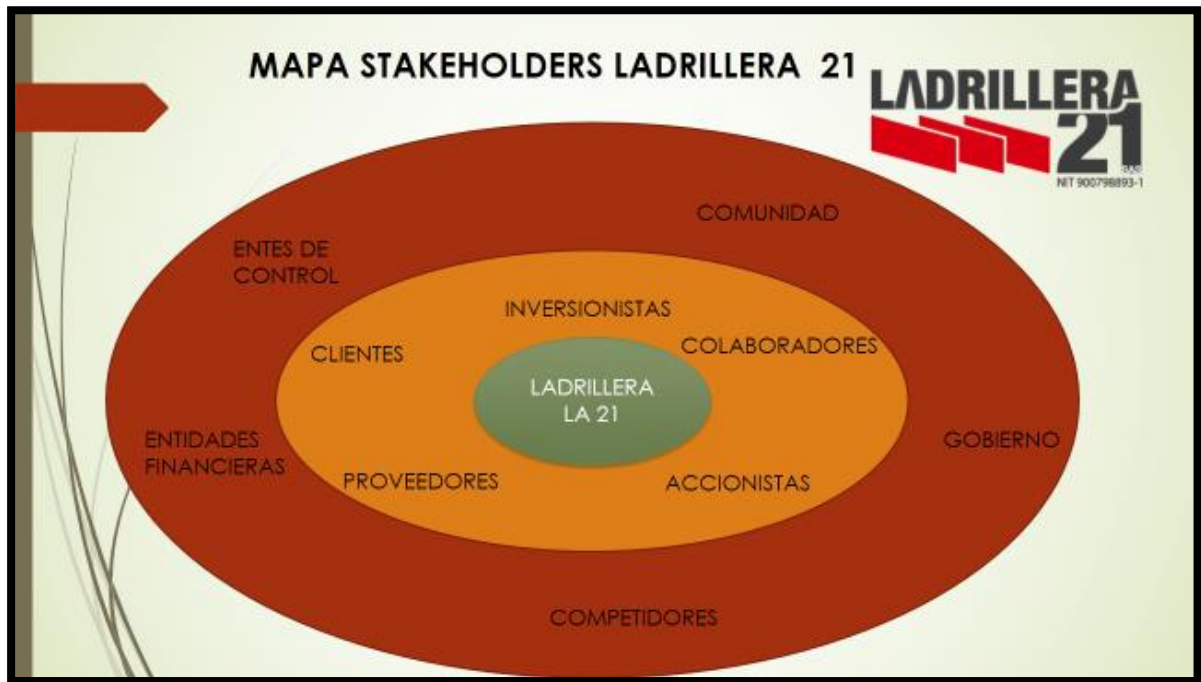 MAPA STAKEHOLDERS LADRILLERA 21
LADRILLERA
21
SAS
NIT 900798893-1
COMUNIDAD
ENTES DE
CONTROL
INVERSIONISTAS
CLIENTES
COLABORADORES
LADRILLERA
LA 21
ENTIDADES
FINANCIERAS
GOBIERNO
PROVEEDORES
ACCIONISTAS
COMPETIDORES